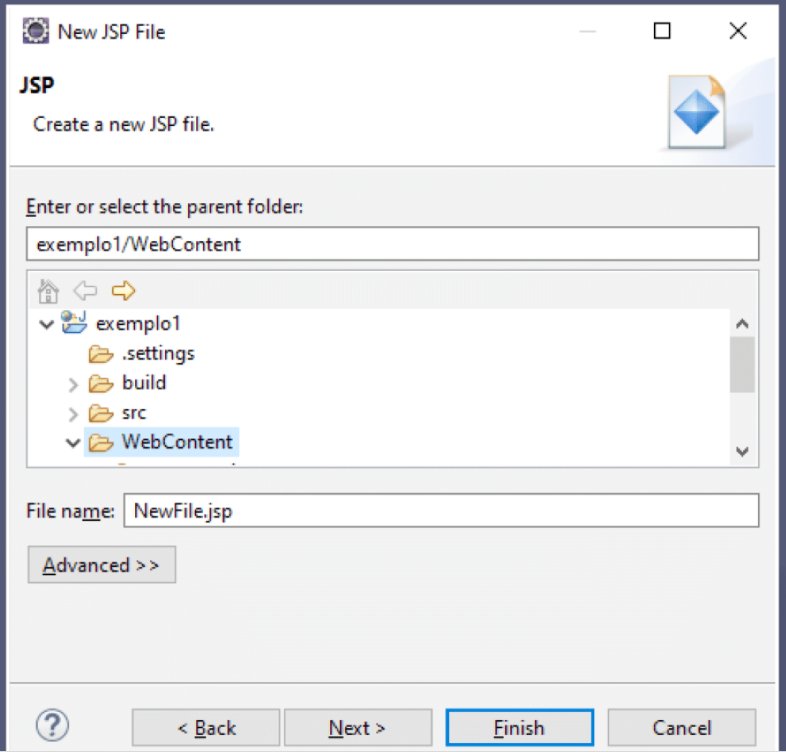 New JSP File
JSP
Create a new JSP file.
Enter or select the parent folder:
exemplo1/WebContent
exemplo1
.settings
build
src
WebContent
File name: NewFile.jsp
Advanced >>
< Back Next > Finish Cancel